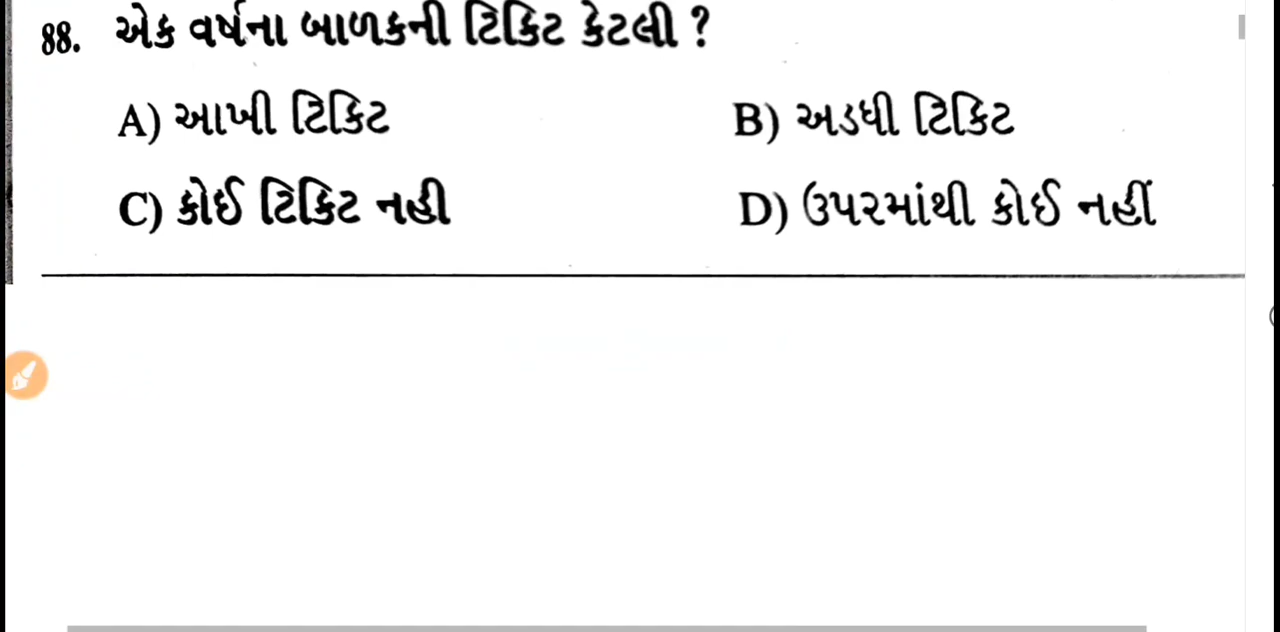 88. એક વર્ષના બાળકની ટિકિટ કેટલી ?
A) આખી ટિકિટ B) અડધી ટિકિટ
C) કોઈ ટિકિટ નહી D) ઉપરમાંથી કોઈ નહીં